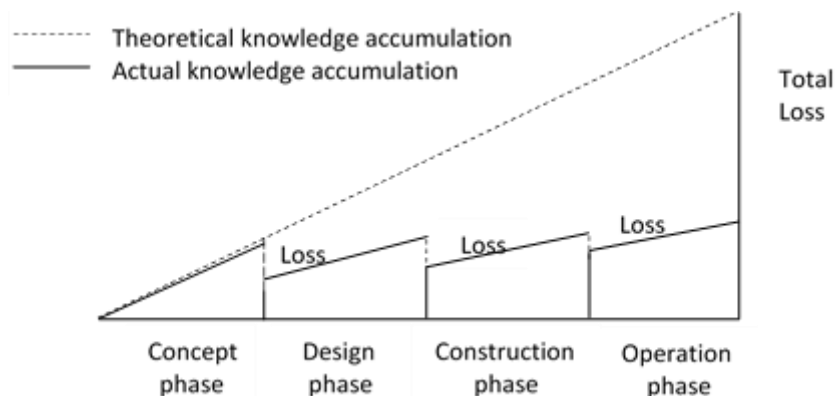 Theoretical knowledge accumulation
Actual knowledge accumulation
Total
Loss
Loss
Loss
Loss
Concept
phase
Design
phase
Construction
phase
Operation
phase